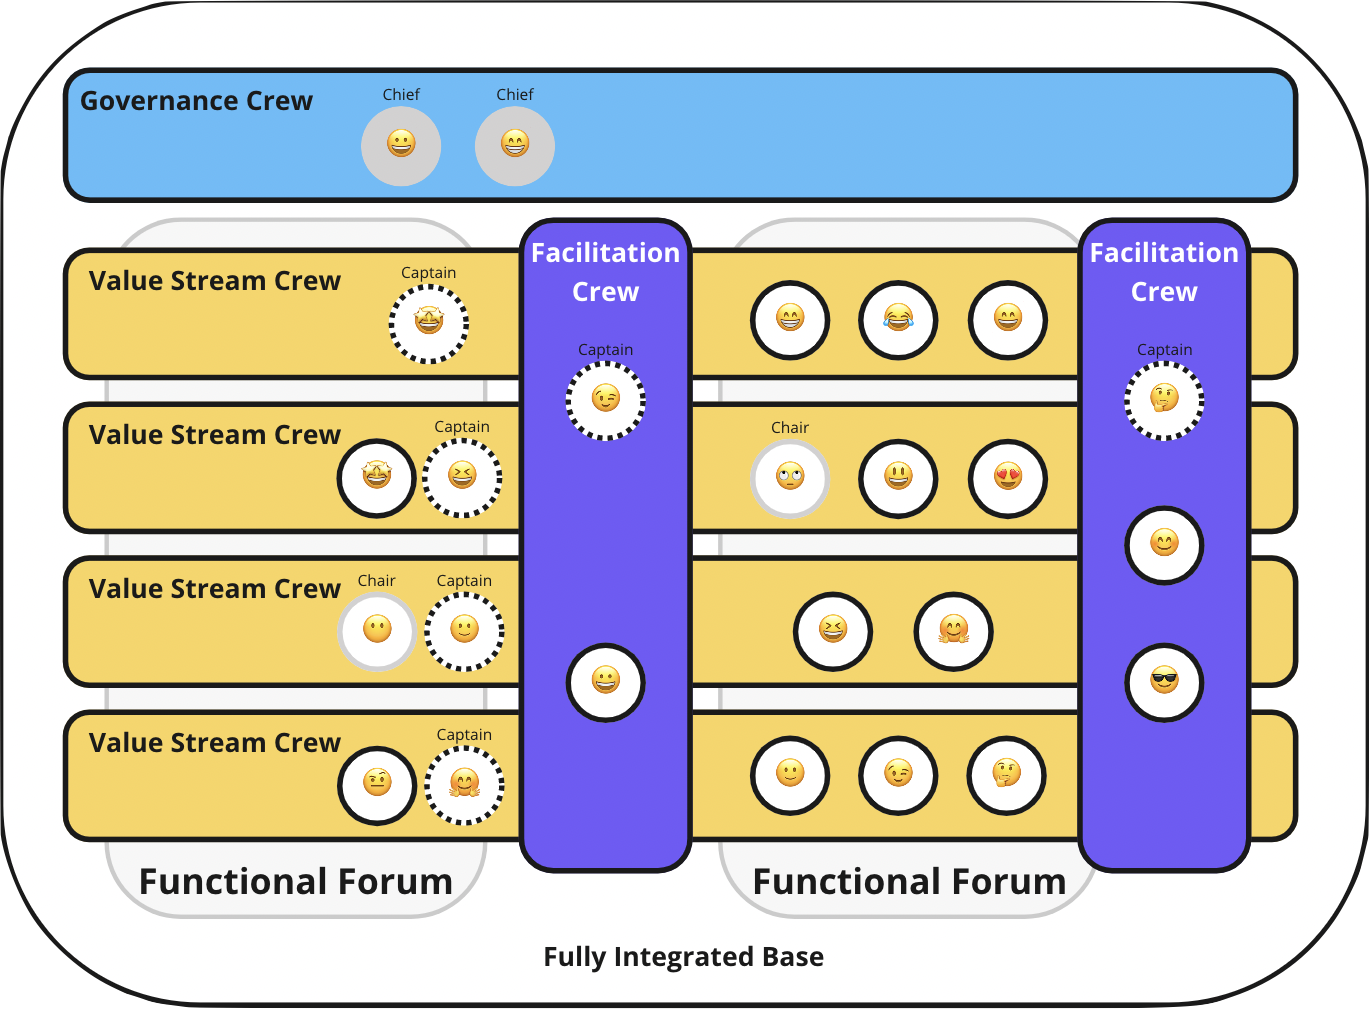 Governance Crew
Chief
Chief
Value Stream Crew
Captain
Facilitation
Crew
Captain
Facilitation
Crew
Captain
Value Stream Crew
Captain
Chair
Value Stream Crew
Chair
Captain
Value Stream Crew
Captain
Functional Forum
Functional Forum
Fully Integrated Base